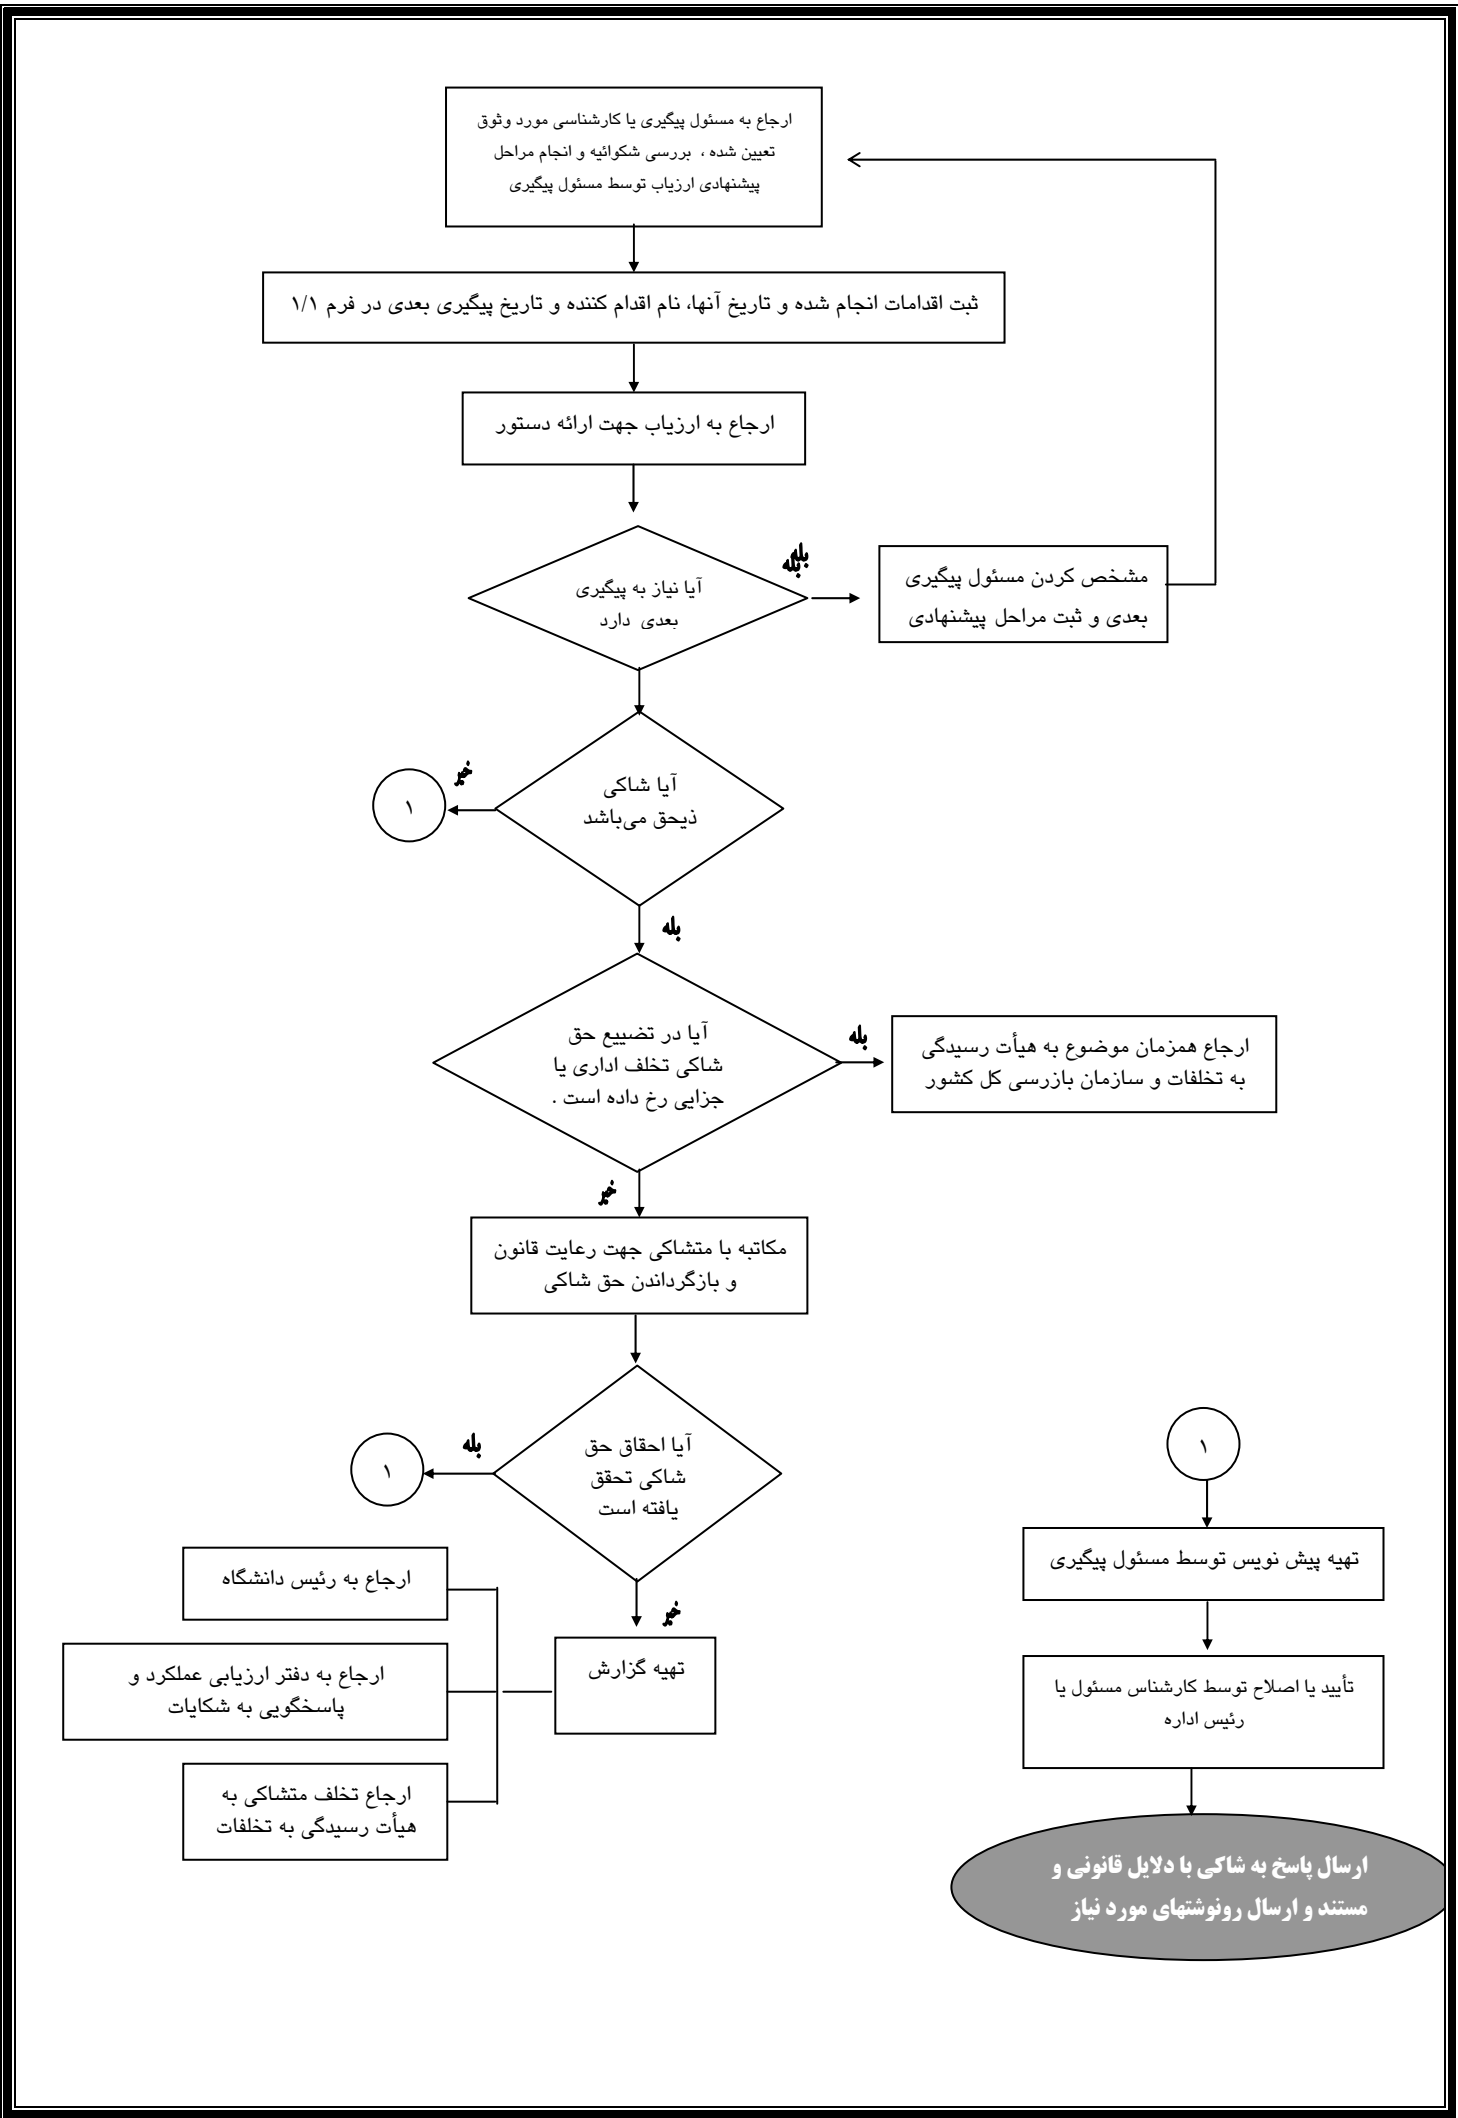 ارجاع به مسئول پیگیری یا کارشناسی مورد وثوق
تعیین شده ، بررسی شکوائیه و انجام مراحل
پیشنهادی ارزیاب توسط مسئول پیگیری
ثبت اقدامات انجام شده و تاریخ آنها، نام اقدام کننده و تاریخ پیگیری بعدی در فرم ۱/۱
ارجاع به ارزیاب جهت ارائه دستور
آیا نیاز به پیگیری
بعدی دارد
بله
بله
مشخص کردن مسئول پیگیری
بعدی و ثبت مراحل پیشنهادی
آیا شاکی
ذیحق می‌باشد
خیر
۱
بله
آیا در تضییع حق
شاکی تخلف اداری یا
جزایی رخ داده است .
بله
ارجاع همزمان موضوع به هیأت رسیدگی
به تخلفات و سازمان بازرسی کل کشور
خیر
مکاتبه با متشاکی جهت رعایت قانون
و بازگرداندن حق شاکی
آیا احقاق حق
شاکی تحقق
یافته است
بله
۱
خیر
تهیه گزارش
ارجاع به رئیس دانشگاه
ارجاع به دفتر ارزیابی عملکرد و
پاسخگویی به شکایات
ارجاع تخلف متشاکی به
هیأت رسیدگی به تخلفات
۱
تهیه پیش نویس توسط مسئول پیگیری
تأیید یا اصلاح توسط کارشناس مسئول یا
رئیس اداره
ارسال پاسخ به شاکی با دلایل قانونی و
مستند و ارسال رونوشتهای مورد نیاز